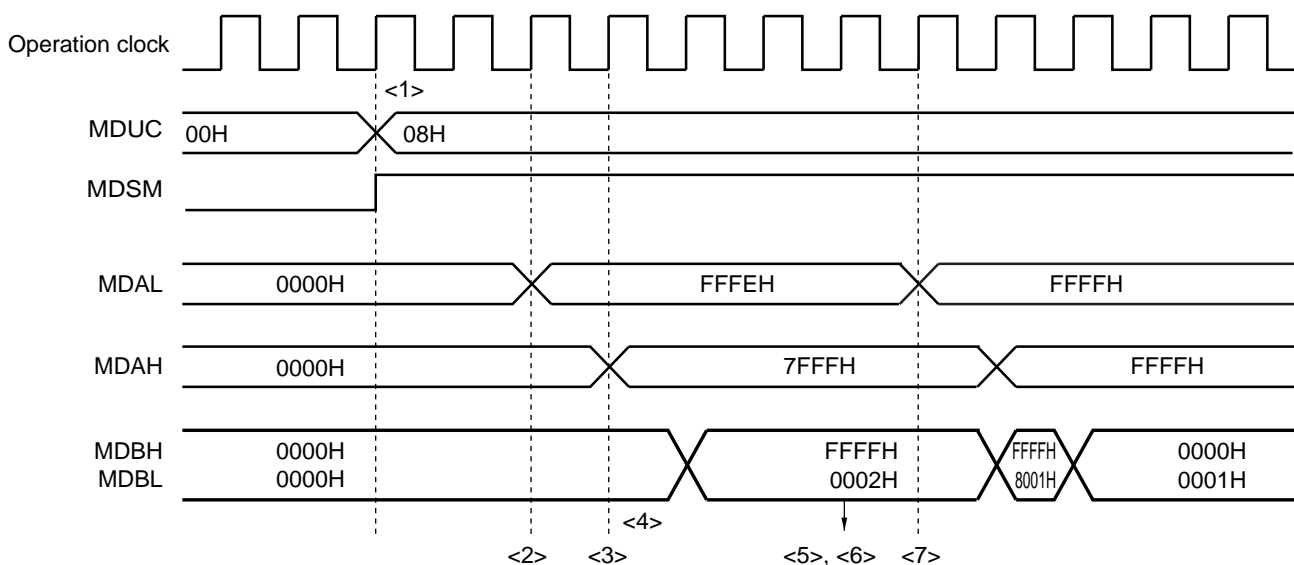 Operation clock
<1>
MDUC 00H 08H
MDSM
MDAL 0000H FFFEH FFFFH
MDAH 0000H 7FFFH FFFFH
MDBH 0000H FFFFH FFFFH 0000H
MDBL 0000H 0002H 8001H 0001H
<4>
<2> <3> <5>, <6> <7>